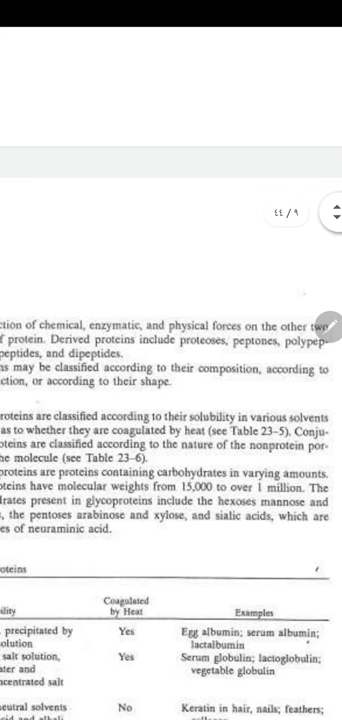 ٤٤ / ٩
ction of chemical, enzymatic, and physical forces on the other two
f protein. Derived proteins include proteoses, peptones, polypep-
peptides, and dipeptides.
ns may be classified according to their composition, according to
ction, or according to their shape.
roteins are classified according to their solubility in various solvents
as to whether they are coagulated by heat (see Table 23-5). Conju-
oteins are classified according to the nature of the nonprotein por-
he molecule (see Table 23–6).
proteins are proteins containing carbohydrates in varying amounts.
oteins have molecular weights from 15,000 to over 1 million. The
drates present in glycoproteins include the hexoses mannose and
, the pentoses arabinose and xylose, and sialic acids, which are
es of neuraminic acid.
oteins
Coagulated
ility by Heat Examples
, precipitated by Yes Egg albumin; serum albumin;
olution lactalbumin
salt solution, Yes Serum globulin; lactoglobulin;
ater and vegetable globulin
ncentrated salt
neutral solvents No Keratin in hair, nails; feathers;